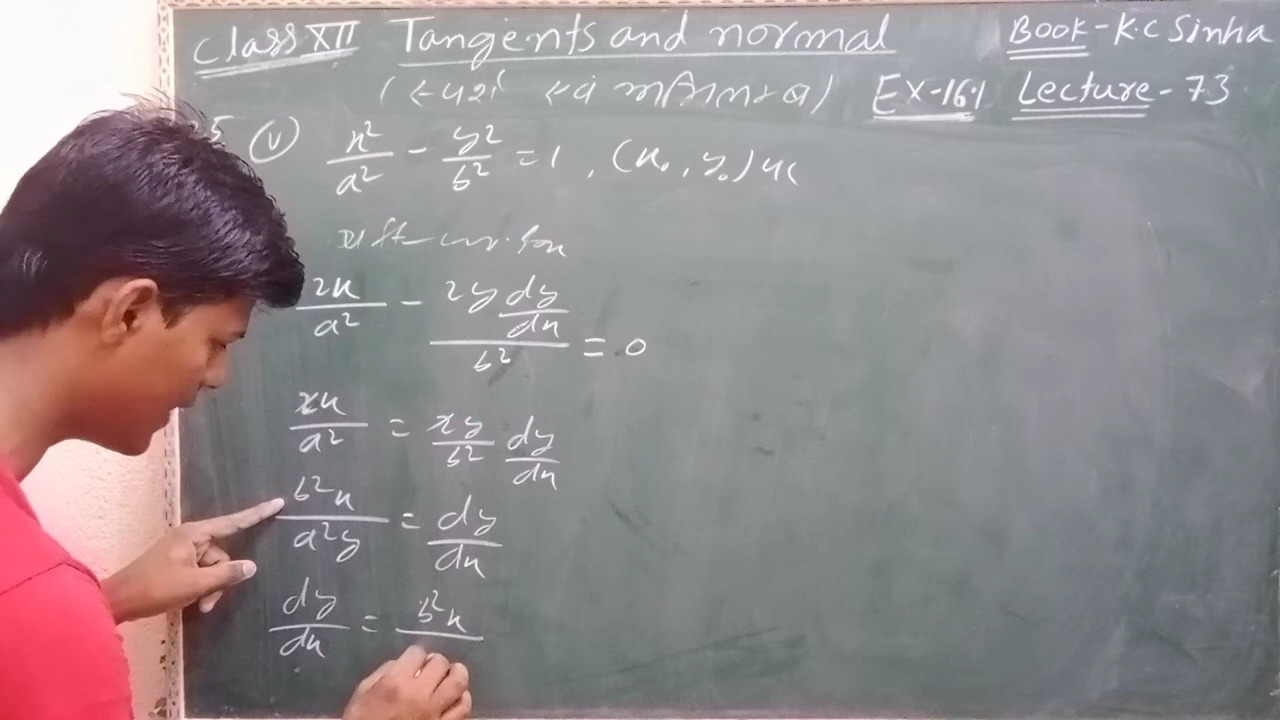 Class XII Tangents and normal Book - K.C Sinha
Ex-16.1 Lecture - 73
5 (v) x²/a² - y²/b² = 1, (x₀, y₀) पर
2x/a² - 2y dy/dx / b² = 0
2x/a² = 2y/b² dy/dx
b²x/a²y = dy/dx
dy/dx = b²x